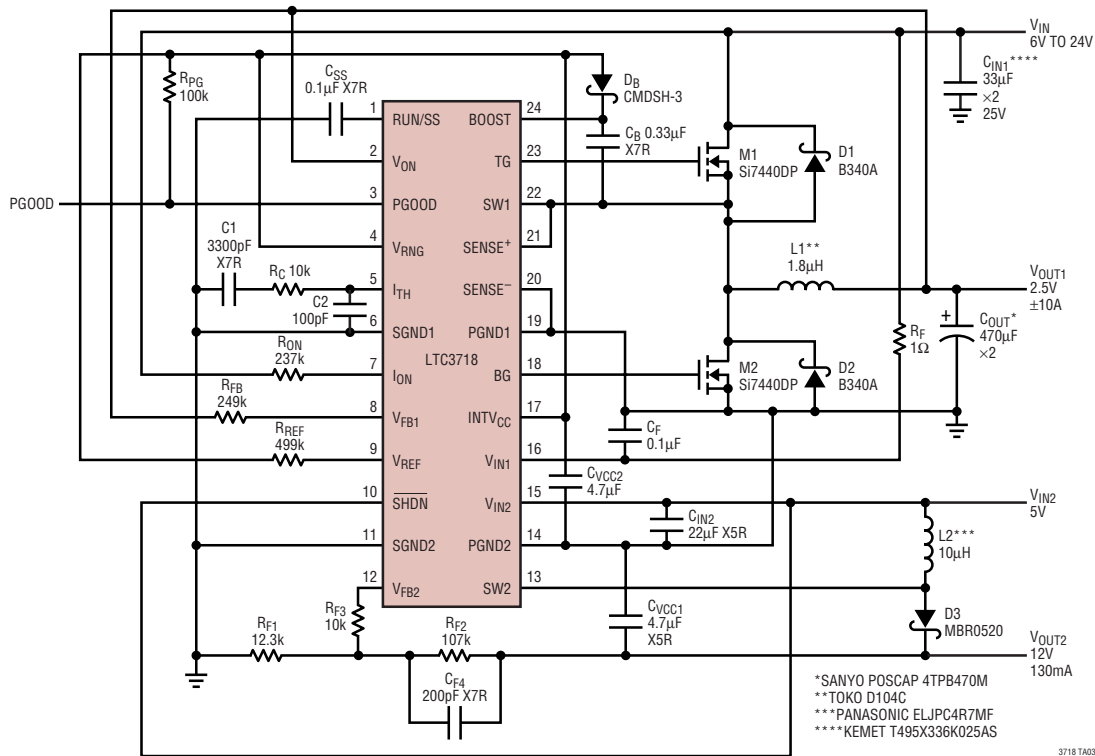 VIN
6V TO 24V
CIN1****
33µF
×2
25V
RPG
100k
CSS
0.1µF X7R
DB
CMDSH-3
CB 0.33µF
X7R
M1
Si7440DP
D1
B340A
1
RUN/SS
BOOST
24
2
VON
TG
23
PGOOD
3
PGOOD
SW1
22
4
VRNG
SENSE+
21
C1
3300pF
X7R
RC 10k
5
ITH
SENSE−
20
C2
100pF
6
SGND1
PGND1
19
L1**
1.8µH
VOUT1
2.5V
±10A
COUT*
470µF
×2
+
RF
1Ω
LTC3718
RON
237k
7
ION
BG
18
M2
Si7440DP
D2
B340A
RFB
249k
8
VFB1
INTVCC
17
RREF
499k
9
VREF
VIN1
16
CF
0.1µF
10
SHDN
VIN2
15
CVCC2
4.7µF
VIN2
5V
CIN2
22µF X5R
L2***
10µH
11
SGND2
PGND2
14
12
VFB2
SW2
13
RF3
10k
RF1
12.3k
RF2
107k
CF4
200pF X7R
CVCC1
4.7µF
X5R
D3
MBR0520
VOUT2
12V
130mA
*SANYO POSCAP 4TPB470M
**TOKO D104C
***PANASONIC ELJPC4R7MF
****KEMET T495X336K025AS
3718 TA03